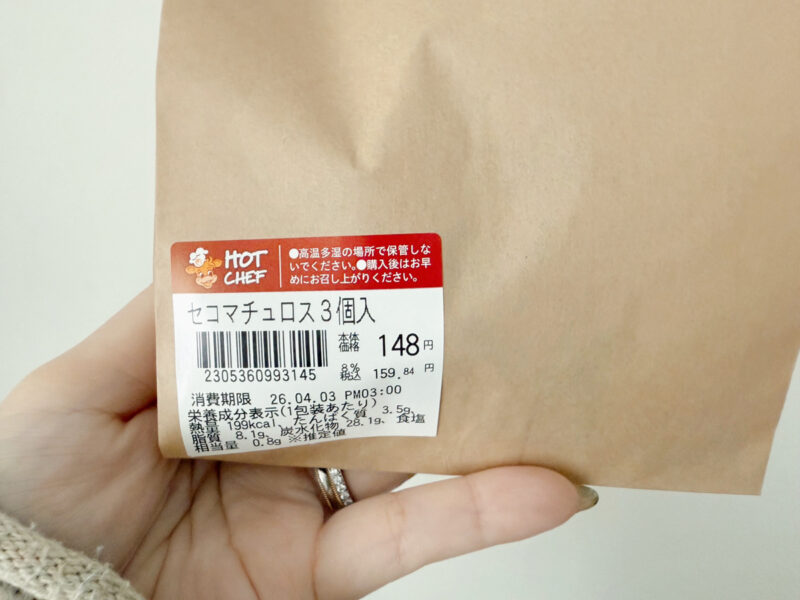 HOT
CHEF
●高温多湿の場所で保管しな
いでください。●購入後はお早
めにお召し上がりください。
セコマチュロス3個入
本体
価格 148円
2305360993145
8%
税込 159.84 円
消費期限 26.04.03 PM03:00
栄養成分表示(1包装あたり)
熱量 199kcal、たんぱく質 3.5g、
脂質 8.1g、炭水化物 28.1g、食塩
相当量 0.8g ※推定値